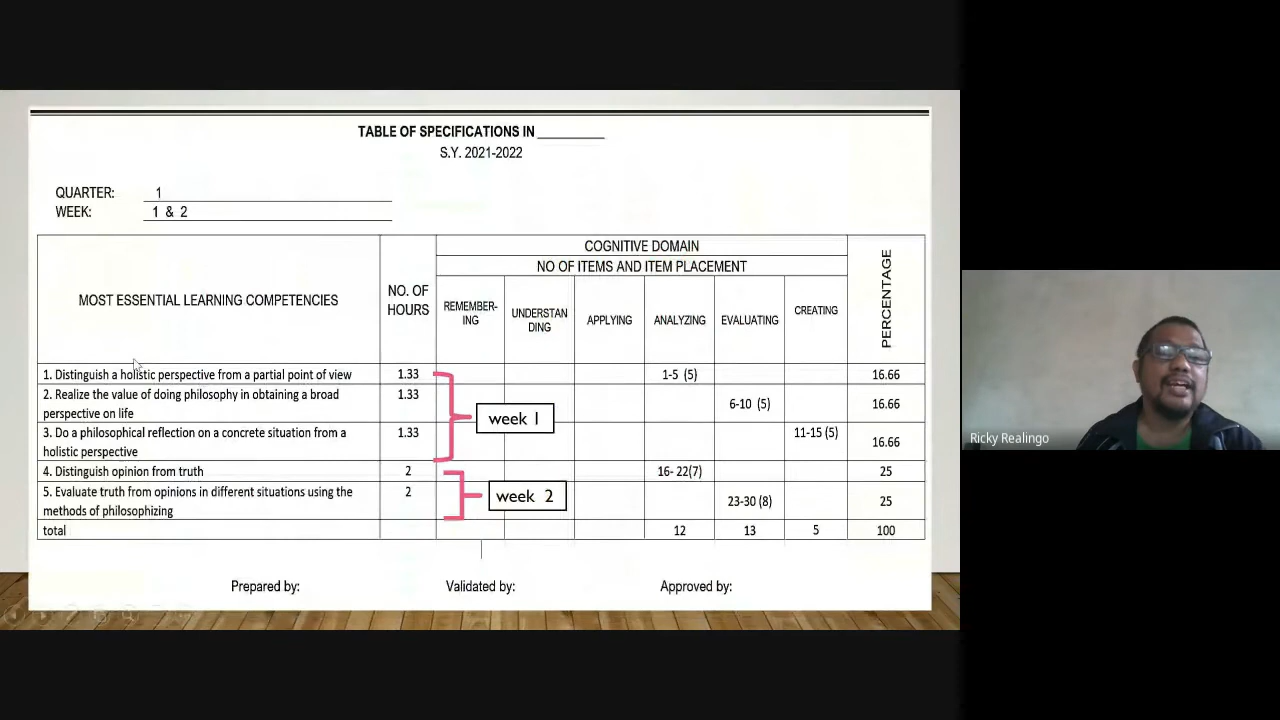 TABLE OF SPECIFICATIONS IN __________
S.Y. 2021-2022
QUARTER: 1
WEEK: 1 & 2
MOST ESSENTIAL LEARNING COMPETENCIES
NO. OF
HOURS
COGNITIVE DOMAIN
NO OF ITEMS AND ITEM PLACEMENT
REMEMBER-
ING
UNDERSTAN
DING
APPLYING
ANALYZING
EVALUATING
CREATING
PERCENTAGE
1. Distinguish a holistic perspective from a partial point of view 1.33 1-5 (5) 16.66
2. Realize the value of doing philosophy in obtaining a broad
perspective on life
1.33 6-10 (5) 16.66
3. Do a philosophical reflection on a concrete situation from a
holistic perspective
1.33 11-15 (5) 16.66
week 1
4. Distinguish opinion from truth 2 16- 22(7) 25
5. Evaluate truth from opinions in different situations using the
methods of philosophizing
2 23-30 (8) 25
week 2
total 12 13 5 100
Prepared by: Validated by: Approved by:
Ricky Realingo